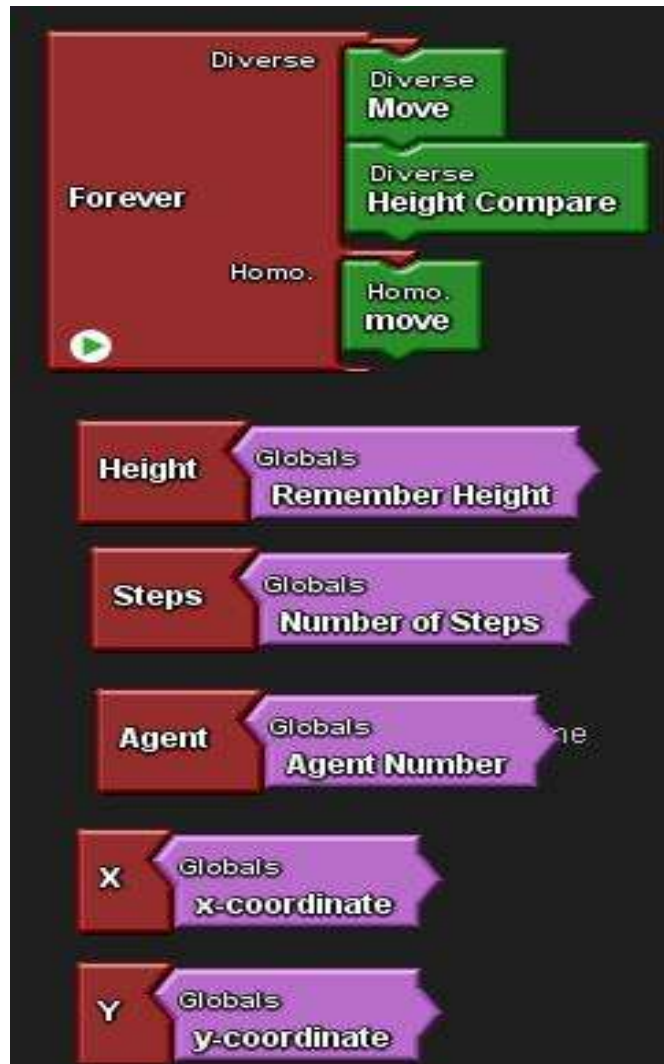 Diverse
Diverse
Move
Diverse
Height Compare
Forever
Homo.
Homo.
move
Height
Globals
Remember Height
Steps
Globals
Number of Steps
Agent
Globals
Agent Number
X
Globals
x-coordinate
Y
Globals
y-coordinate